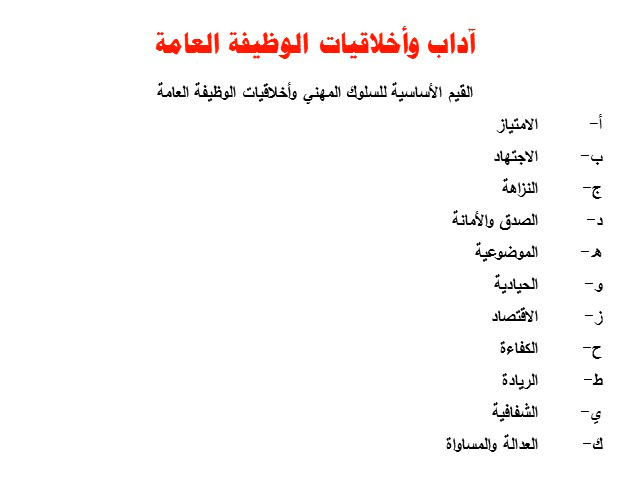 آداب وأخلاقيات الوظيفة العامة
القيم الأساسية للسلوك المهني وأخلاقيات الوظيفة العامة
أ- الامتياز
ب- الاجتهاد
ج- النزاهة
د- الصدق والأمانة
هـ- الموضوعية
و- الحيادية
ز- الاقتصاد
ح- الكفاءة
ط- الريادة
ي- الشفافية
ك- العدالة والمساواة